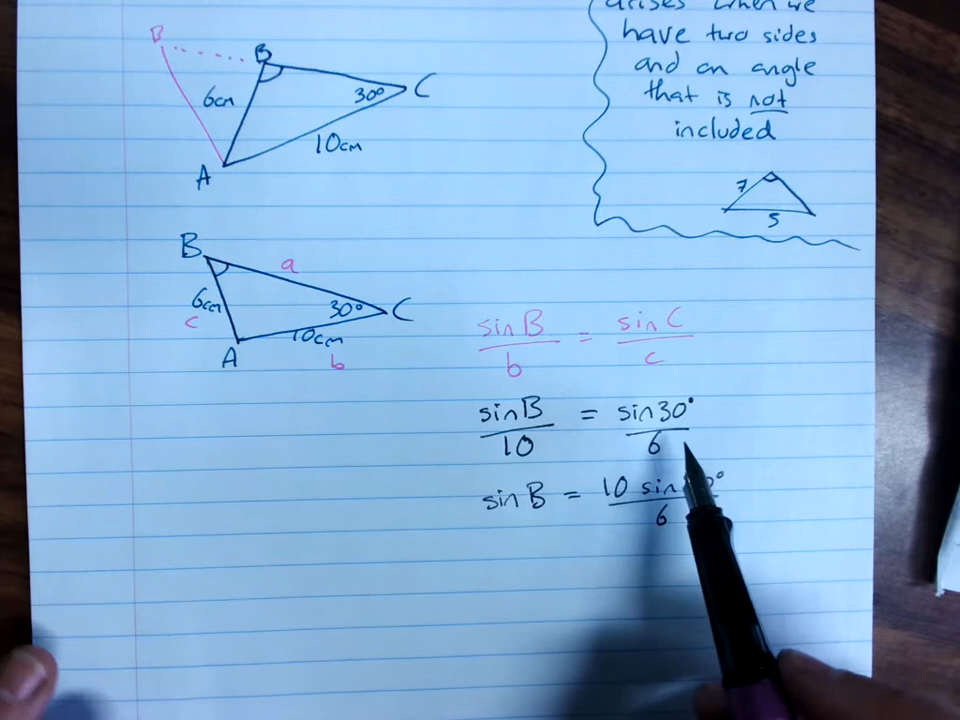 have two sides
and an angle
that is not
included
7
5
B
B
6cm
30°
C
10cm
A
B
a
6cm
c
30°
C
10cm
A
b
sin B / b = sin C / c
sin B / 10 = sin 30° / 6
sin B = 10 sin / 6